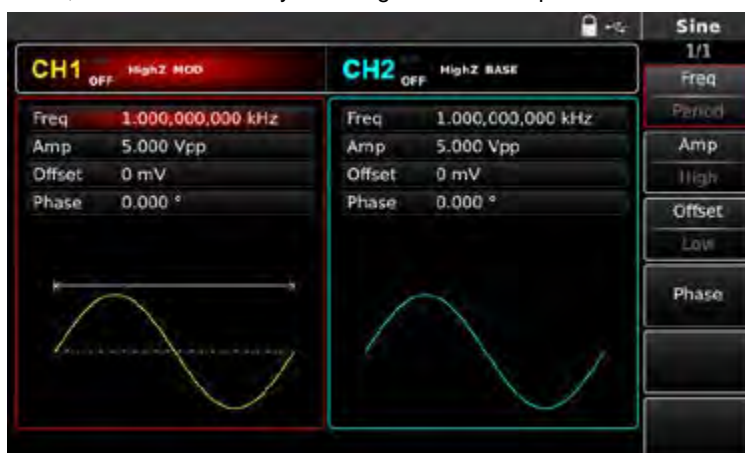 Sine
1/1
CH1 OFF HighZ MOD
CH2 OFF HighZ BASE
Freq 1.000,000,000 kHz
Amp 5.000 Vpp
Offset 0 mV
Phase 0.000 °
Freq 1.000,000,000 kHz
Amp 5.000 Vpp
Offset 0 mV
Phase 0.000 °
Freq
Period
Amp
High
Offset
Low
Phase